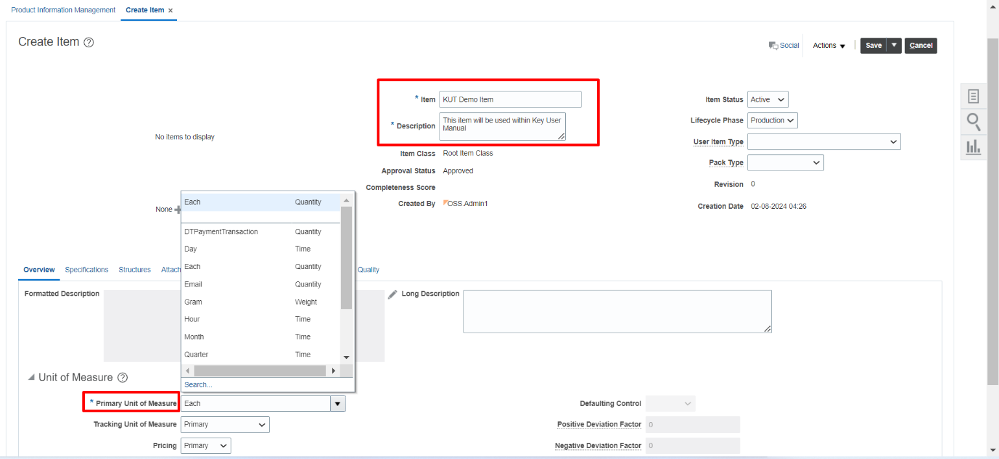 Product Information Management Create Item x
Create Item ?
Social Actions Save Cancel
* Item KUT Demo Item
* Description This item will be used within Key User
Manual
Item Class Root Item Class
Approval Status Approved
Completeness Score
Created By OSS.Admin1
Item Status Active
Lifecycle Phase Production
User Item Type
Pack Type
Revision 0
Creation Date 02-08-2024 04:26
No items to display
None
Each Quantity
DTPaymentTransaction Quantity
Day Time
Each Quantity
Email Quantity
Gram Weight
Hour Time
Month Time
Quarter Time
Search...
Overview Specifications Structures Attach Quality
Formatted Description
Long Description
Unit of Measure ?
* Primary Unit of Measure Each
Tracking Unit of Measure Primary
Pricing Primary
Defaulting Control
Positive Deviation Factor 0
Negative Deviation Factor 0